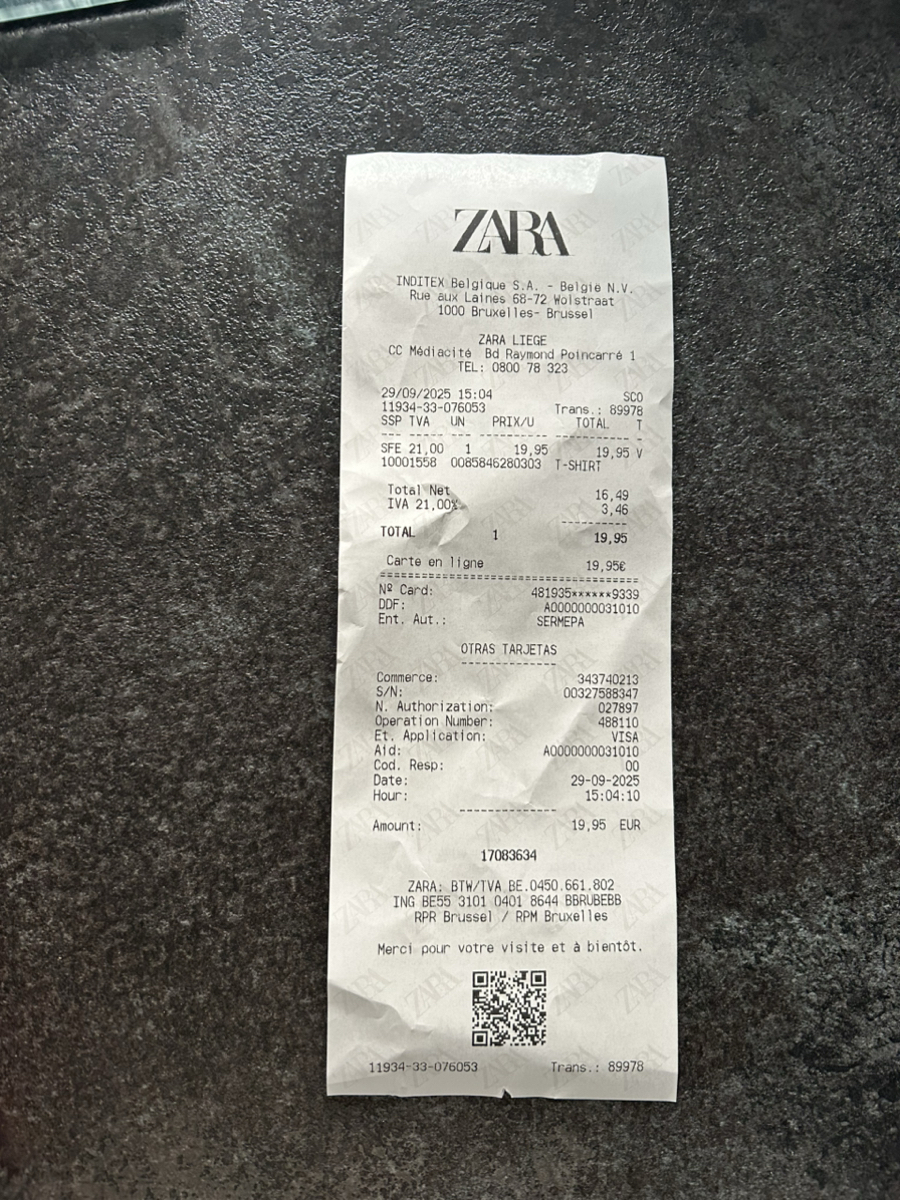 ZARA
INDITEX Belgique S.A. - België N.V.
Rue aux Laines 68-72 Wolstraat
1000 Bruxelles- Brussel
ZARA LIEGE
CC Médiacité Bd Raymond Poincarré 1
TEL: 0800 78 323
29/09/2025 15:04 SCO
11934-33-076053 Trans.: 89978
SSP TVA UN PRIX/U TOTAL T
--- --- --- --------- --------- -
SFE 21,00 1 19,95 19,95 V
10001558 0085846280303 T-SHIRT
Total Net 16,49
IVA 21,00% 3,46
----------
TOTAL 1 19,95
Carte en ligne 19,95€
========================================
Nº Card: 481935******9339
DDF: A0000000031010
Ent. Aut.: SERMEPA
OTRAS TARJETAS
--------------
Commerce: 343740213
S/N: 00327588347
N. Authorization: 027897
Operation Number: 488110
Et. Application: VISA
Aid: A0000000031010
Cod. Resp: 00
Date: 29-09-2025
Hour: 15:04:10
--------------
Amount: 19,95 EUR
17083634
ZARA: BTW/TVA BE.0450.661.802
ING BE55 3101 0401 8644 BBRUBEBB
RPR Brussel / RPM Bruxelles
Merci pour votre visite et à bientôt.
11934-33-076053 Trans.: 89978